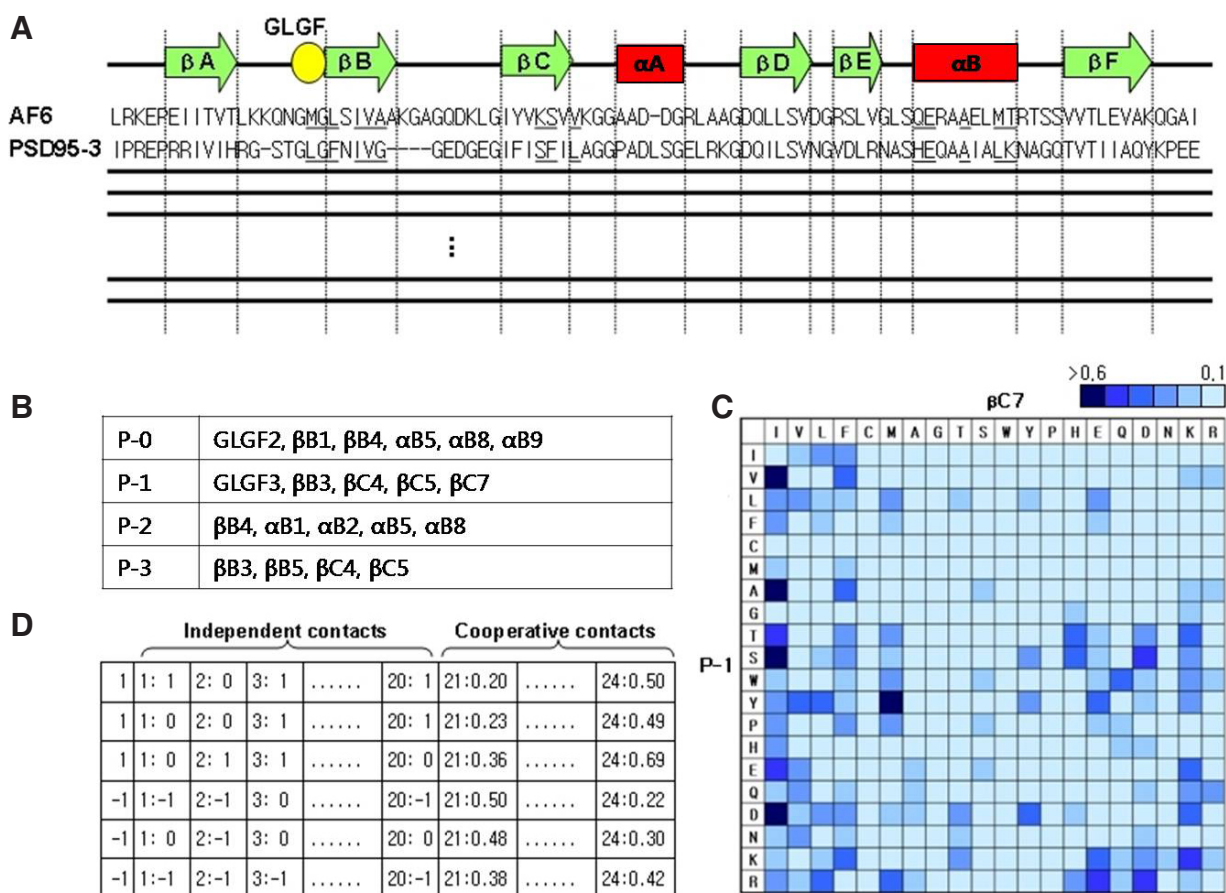 A
GLGF
βA βB βC αA βD βE αB βF
AF6 LRKEPEIITVTLKKQNGMGLSIVAAKGAGQDKLGIYVKSVVKGGAAD-DGRLAAGDQLLSVDGRSLVGLSQERAAELMTRTSSVVTLEVAKQGAI
PSD95-3 IPREPRRIVIHRG-STGLGFNIVG----GEDGEGIFISFILAGGPADLSGELRKGDQILSVNGVDLRNASHEQAAIALKNAGQTVTIIAQYKPEE
B
P-0 GLGF2, βB1, βB4, αB5, αB8, αB9
P-1 GLGF3, βB3, βC4, βC5, βC7
P-2 βB4, αB1, αB2, αB5, αB8
P-3 βB3, βB5, βC4, βC5
C
>0.6 0.1
βC7
I V L F C M A G T S W Y P H E Q D N K R
P-1
I
V
L
F
C
M
A
G
T
S
W
Y
P
H
E
Q
D
N
K
R
D
Independent contacts Cooperative contacts
1 1: 1 2: 0 3: 1 ...... 20: 1 21:0.20 ...... 24:0.50
1 1: 0 2: 0 3: 1 ...... 20: 1 21:0.23 ...... 24:0.49
1 1: 0 2: 1 3: 1 ...... 20: 0 21:0.36 ...... 24:0.69
-1 1:-1 2:-1 3: 0 ...... 20:-1 21:0.50 ...... 24:0.22
-1 1: 0 2:-1 3: 0 ...... 20: 0 21:0.48 ...... 24:0.30
-1 1:-1 2:-1 3:-1 ...... 20:-1 21:0.38 ...... 24:0.42